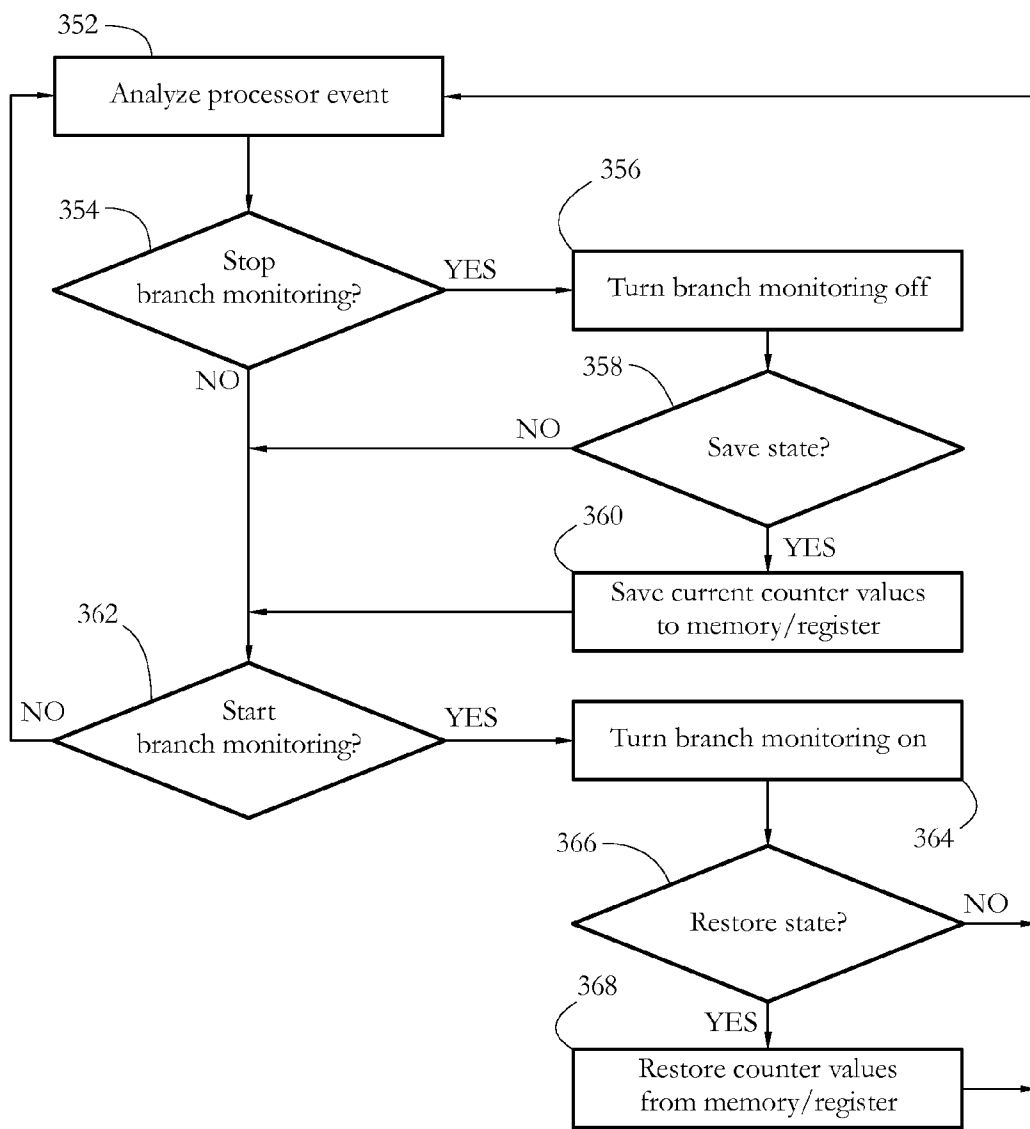 352
Analyze processor event
354
Stop
branch monitoring?
YES
NO
356
Turn branch monitoring off
358
Save state?
NO
YES
360
Save current counter values
to memory/register
362
Start
branch monitoring?
NO
YES
Turn branch monitoring on
364
366
Restore state?
NO
YES
368
Restore counter values
from memory/register